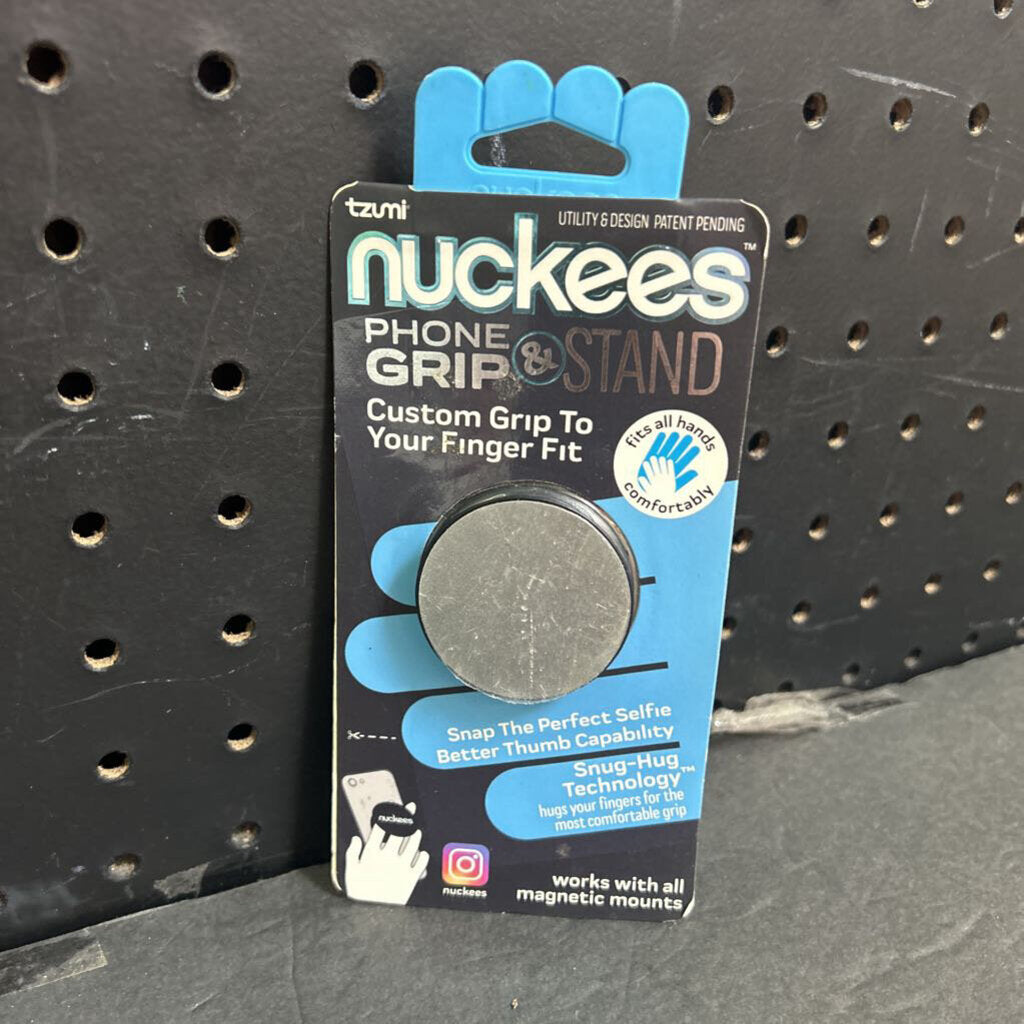 tzumi
UTILITY & DESIGN PATENT PENDING
nuckees™
PHONE
GRIP & STAND
Custom Grip To
Your Finger Fit
fits all hands
comfortably
Snap The Perfect Selfie
Better Thumb Capability
Snug-Hug
Technology™
hugs your fingers for the
most comfortable grip
nuckees
nuckees
works with all
magnetic mounts